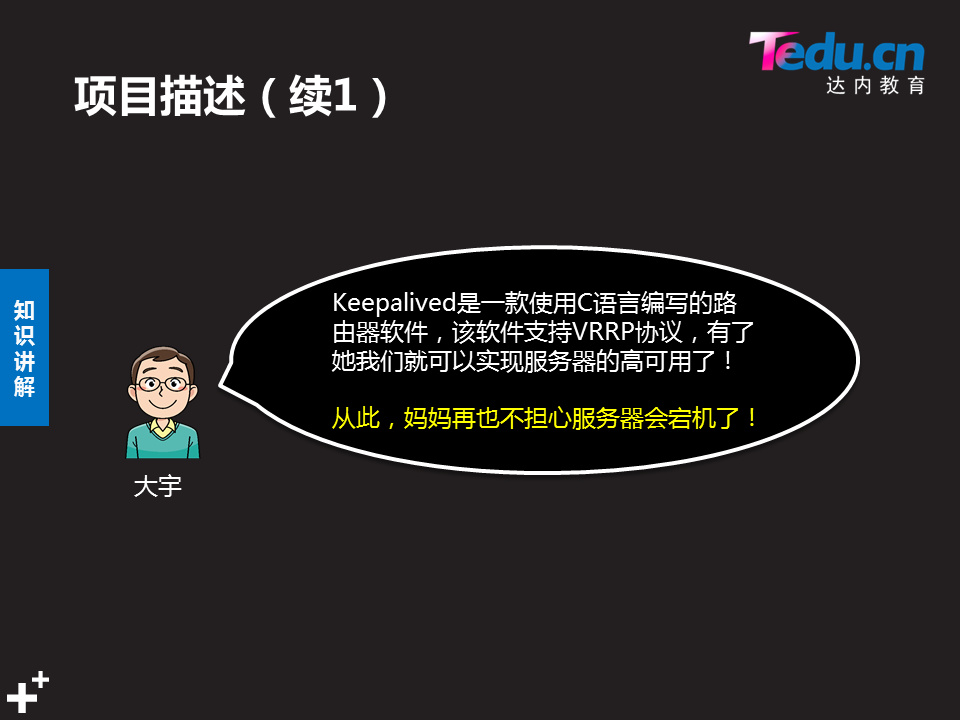 Tedu.cn
达内教育
项目描述（续1）
知识讲解
Keepalived是一款使用C语言编写的路
由器软件，该软件支持VRRP协议，有了
她我们就可以实现服务器的高可用了！
从此，妈妈再也不担心服务器会宕机了！
大宇